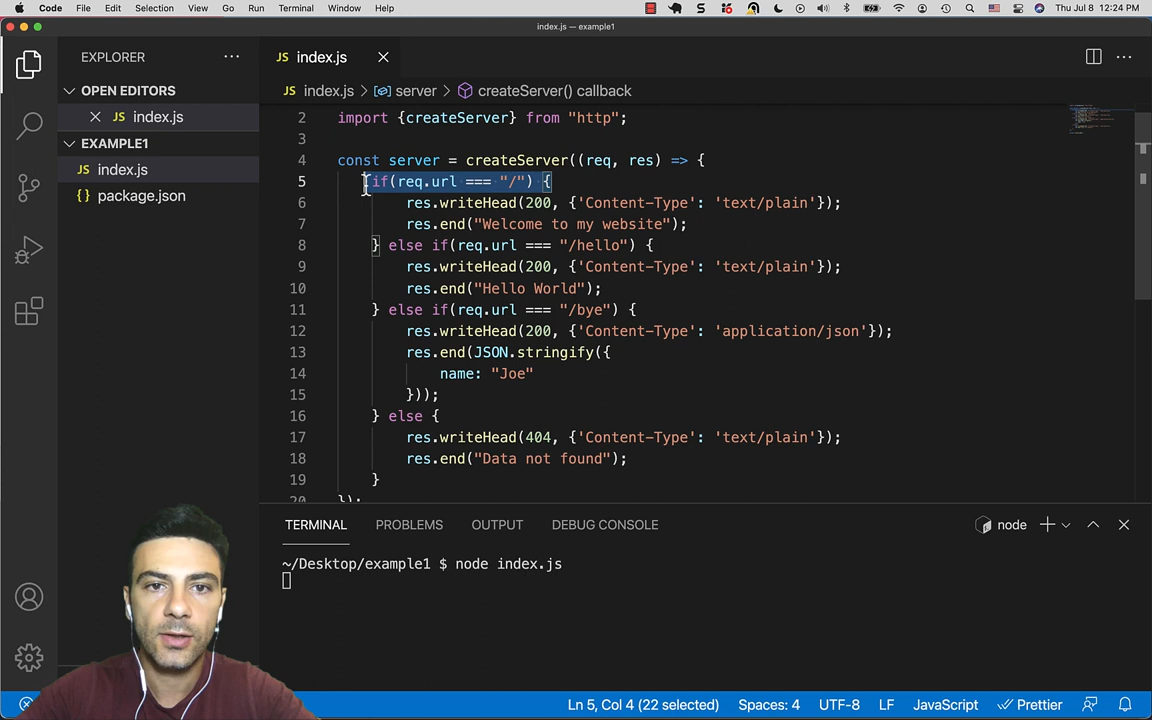 Code File Edit Selection View Go Run Terminal Window Help Thu Jul 8 12:24 PM
index.js — example1
EXPLORER
JS index.js
OPEN EDITORS
JS index.js > server > createServer() callback
JS index.js
2 import {createServer} from "http";
EXAMPLE1
3
4 const server = createServer((req, res) => {
JS index.js
5 if(req.url === "/") {
{} package.json
6 res.writeHead(200, {'Content-Type': 'text/plain'});
7 res.end("Welcome to my website");
8 } else if(req.url === "/hello") {
9 res.writeHead(200, {'Content-Type': 'text/plain'});
10 res.end("Hello World");
11 } else if(req.url === "/bye") {
12 res.writeHead(200, {'Content-Type': 'application/json'});
13 res.end(JSON.stringify({
14 name: "Joe"
15 }));
16 } else {
17 res.writeHead(404, {'Content-Type': 'text/plain'});
18 res.end("Data not found");
19 }
20 });
TERMINAL PROBLEMS OUTPUT DEBUG CONSOLE node
~/Desktop/example1 $ node index.js
Ln 5, Col 4 (22 selected) Spaces: 4 UTF-8 LF JavaScript Prettier